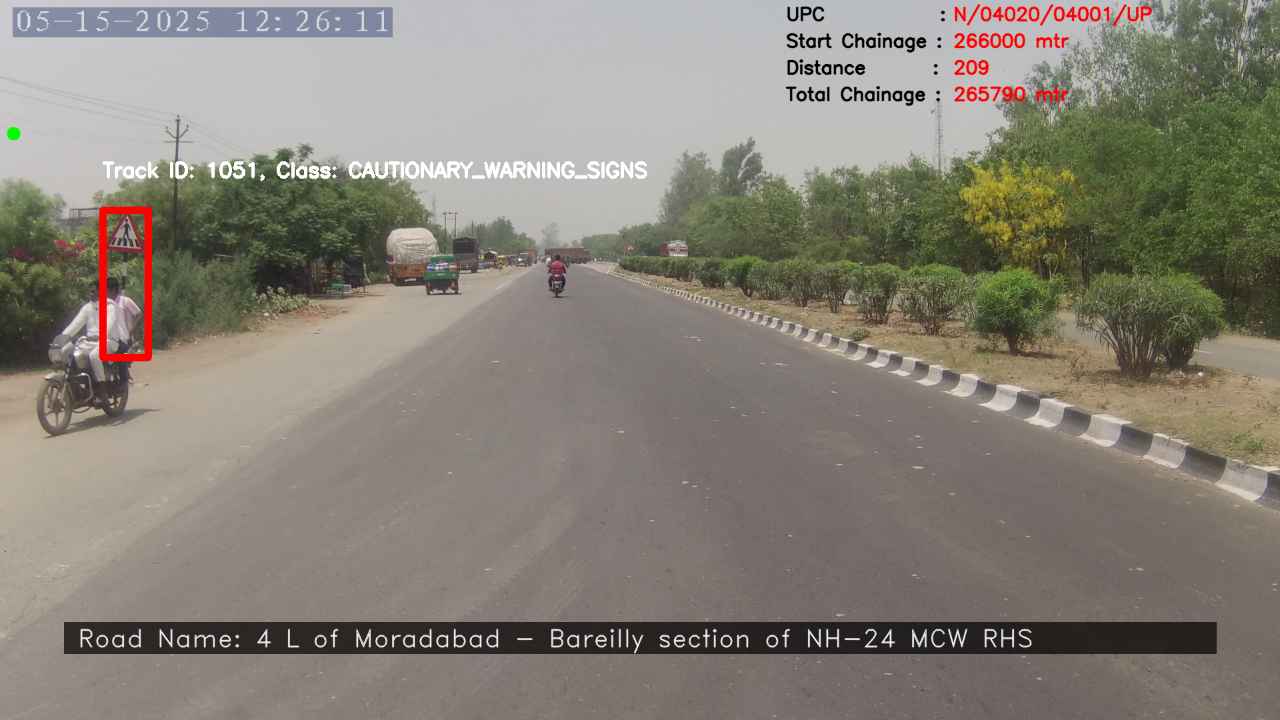 05-15-2025 12:26:11
UPC : N/04020/04001/UP
Start Chainage : 266000 mtr
Distance : 209
Total Chainage : 265790 mtr
Track ID: 1051, Class: CAUTIONARY_WARNING_SIGNS
Road Name: 4 L of Moradabad - Bareilly section of NH-24 MCW RHS